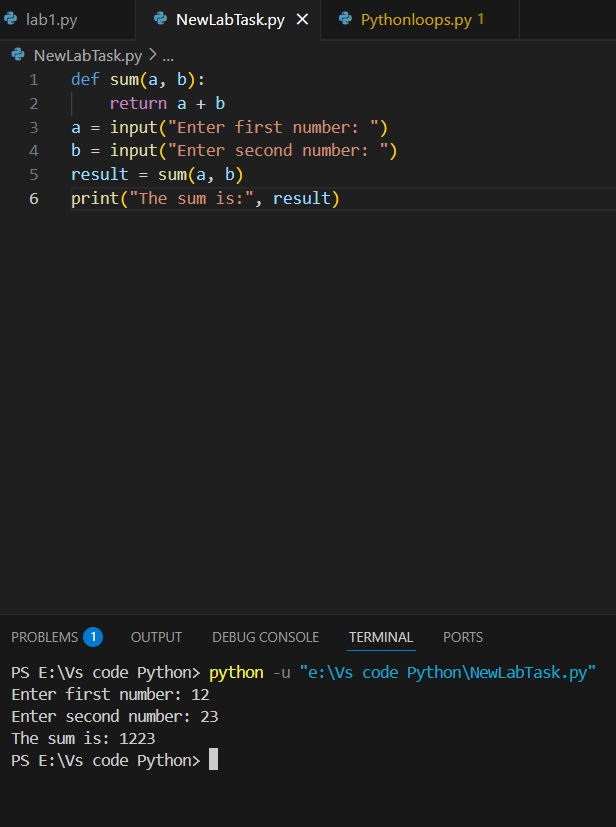 lab1.py NewLabTask.py Pythonloops.py 1
NewLabTask.py > ...
1 def sum(a, b):
2     return a + b
3 a = input("Enter first number: ")
4 b = input("Enter second number: ")
5 result = sum(a, b)
6 print("The sum is:", result)
PROBLEMS 1 OUTPUT DEBUG CONSOLE TERMINAL PORTS
PS E:\Vs code Python> python -u "e:\Vs code Python\NewLabTask.py"
Enter first number: 12
Enter second number: 23
The sum is: 1223
PS E:\Vs code Python>